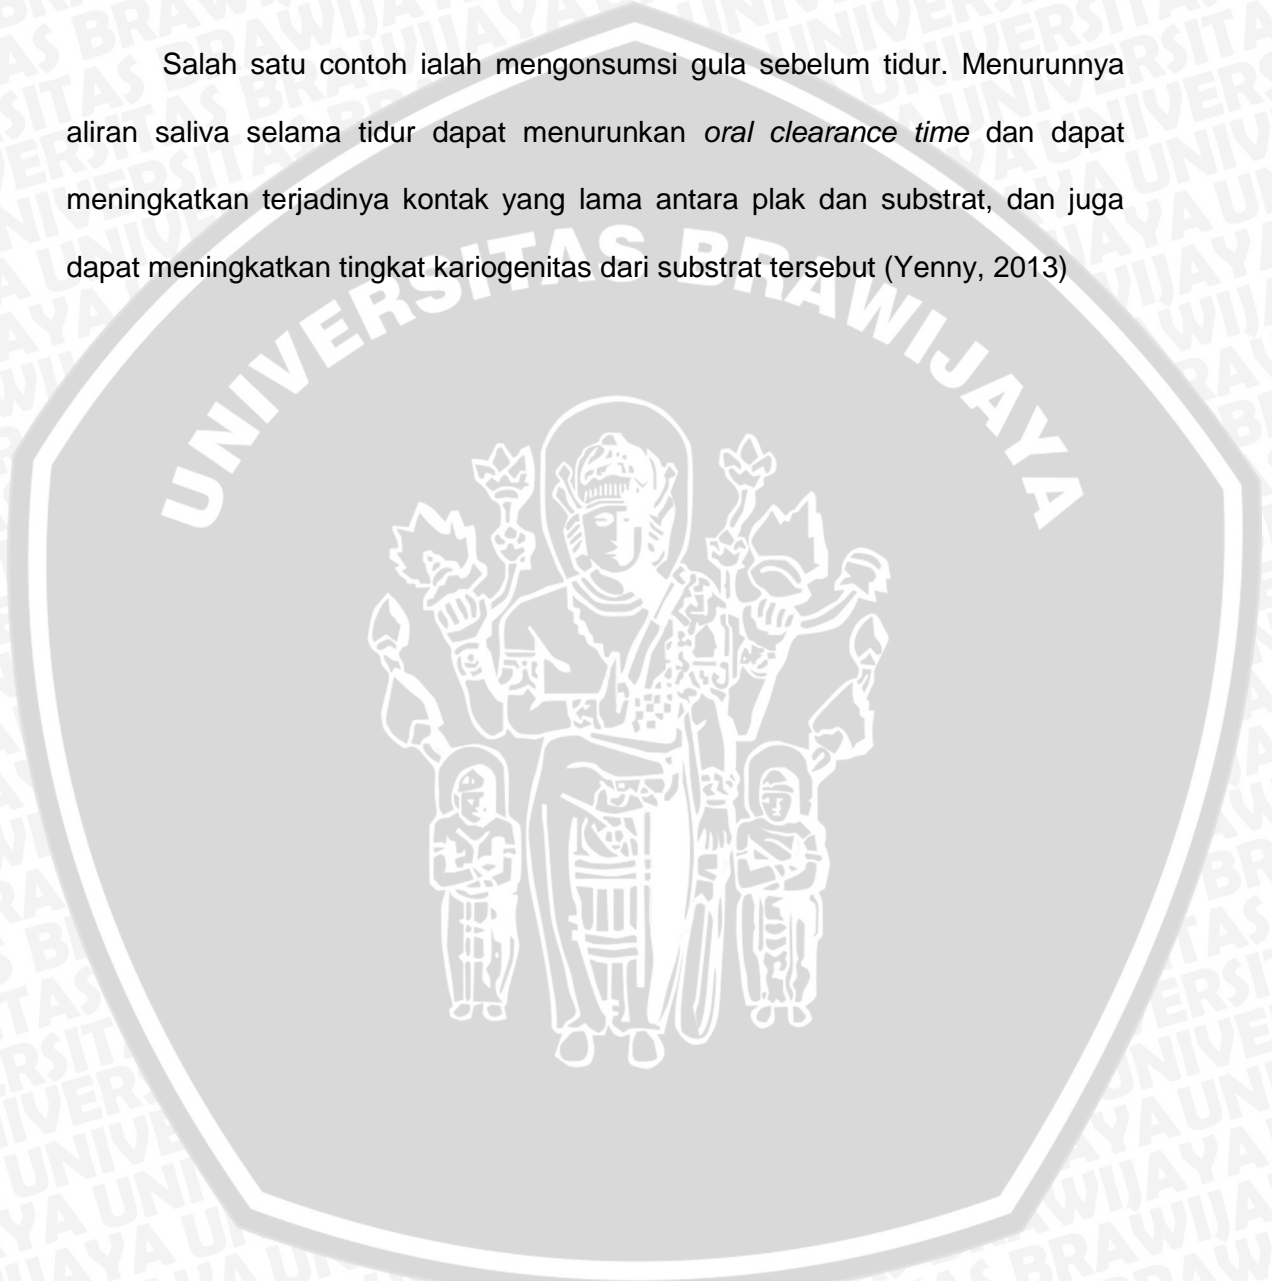 Salah satu contoh ialah mengonsumsi gula sebelum tidur. Menurunnya
aliran saliva selama tidur dapat menurunkan oral clearance time dan dapat
meningkatkan terjadinya kontak yang lama antara plak dan substrat, dan juga
dapat meningkatkan tingkat kariogenitas dari substrat tersebut (Yenny, 2013)
UNIVERSITAS BRAWIJAYA